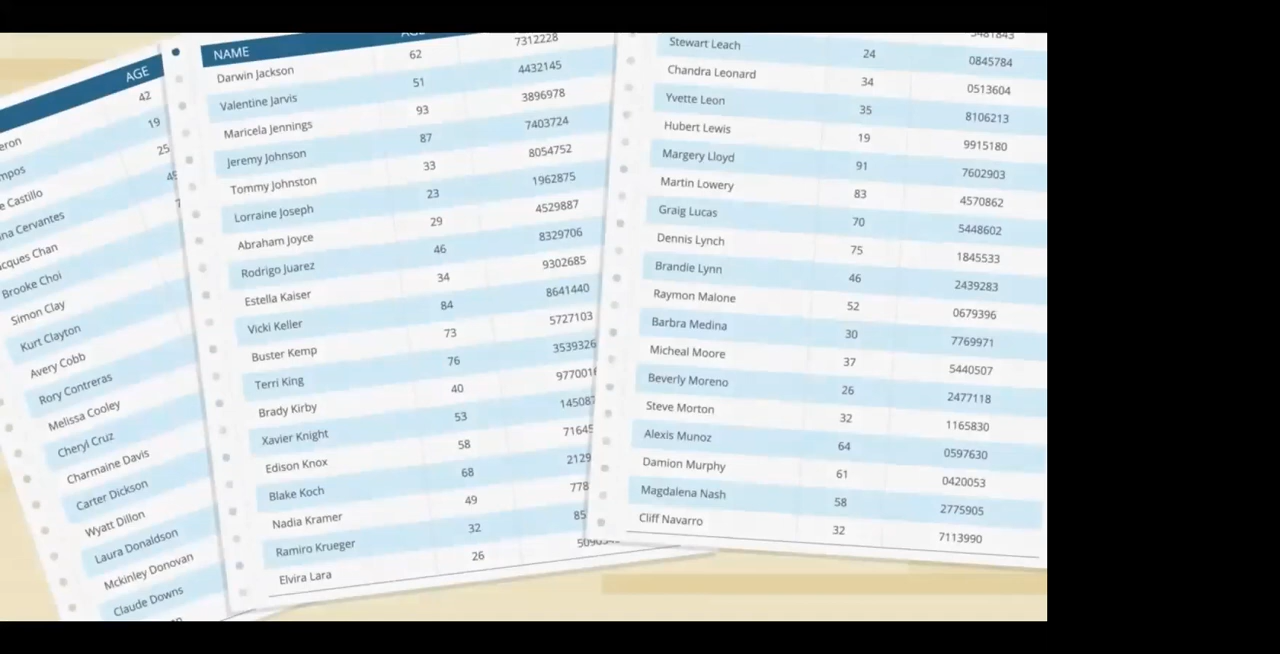 AGE
42
19
Castillo 25
Cervantes
Chan
Brooke Choi
Simon Clay
Kurt Clayton
Avery Cobb
Rory Contreras
Melissa Cooley
Cheryl Cruz
Charmaine Davis
Carter Dickson
Wyatt Dillon
Laura Donaldson
Mckinley Donovan
Claude Downs
NAME AGE
Darwin Jackson 62 7312228
Valentine Jarvis 51 4432145
Maricela Jennings 93 3896978
Jeremy Johnson 87 7403724
Tommy Johnston 33 8054752
Lorraine Joseph 23 1962875
Abraham Joyce 29 4529887
Rodrigo Juarez 46 8329706
Estella Kaiser 34 9302685
Vicki Keller 84 8641440
Buster Kemp 73 5727103
Terri King 76 3539326
Brady Kirby 40
Xavier Knight 53
Edison Knox 58
Blake Koch 68
Nadia Kramer 49
Ramiro Krueger 32
Elvira Lara 26
Stewart Leach 24 0845784
Chandra Leonard 34 0513604
Yvette Leon 35 8106213
Hubert Lewis 19 9915180
Margery Lloyd 91 7602903
Martin Lowery 83 4570862
Graig Lucas 70 5448602
Dennis Lynch 75 1845533
Brandie Lynn 46 2439283
Raymon Malone 52 0679396
Barbra Medina 30 7769971
Micheal Moore 37 5440507
Beverly Moreno 26 2477118
Steve Morton 32 1165830
Alexis Munoz 64 0597630
Damion Murphy 61 0420053
Magdalena Nash 58 2775905
Cliff Navarro 32 7113990